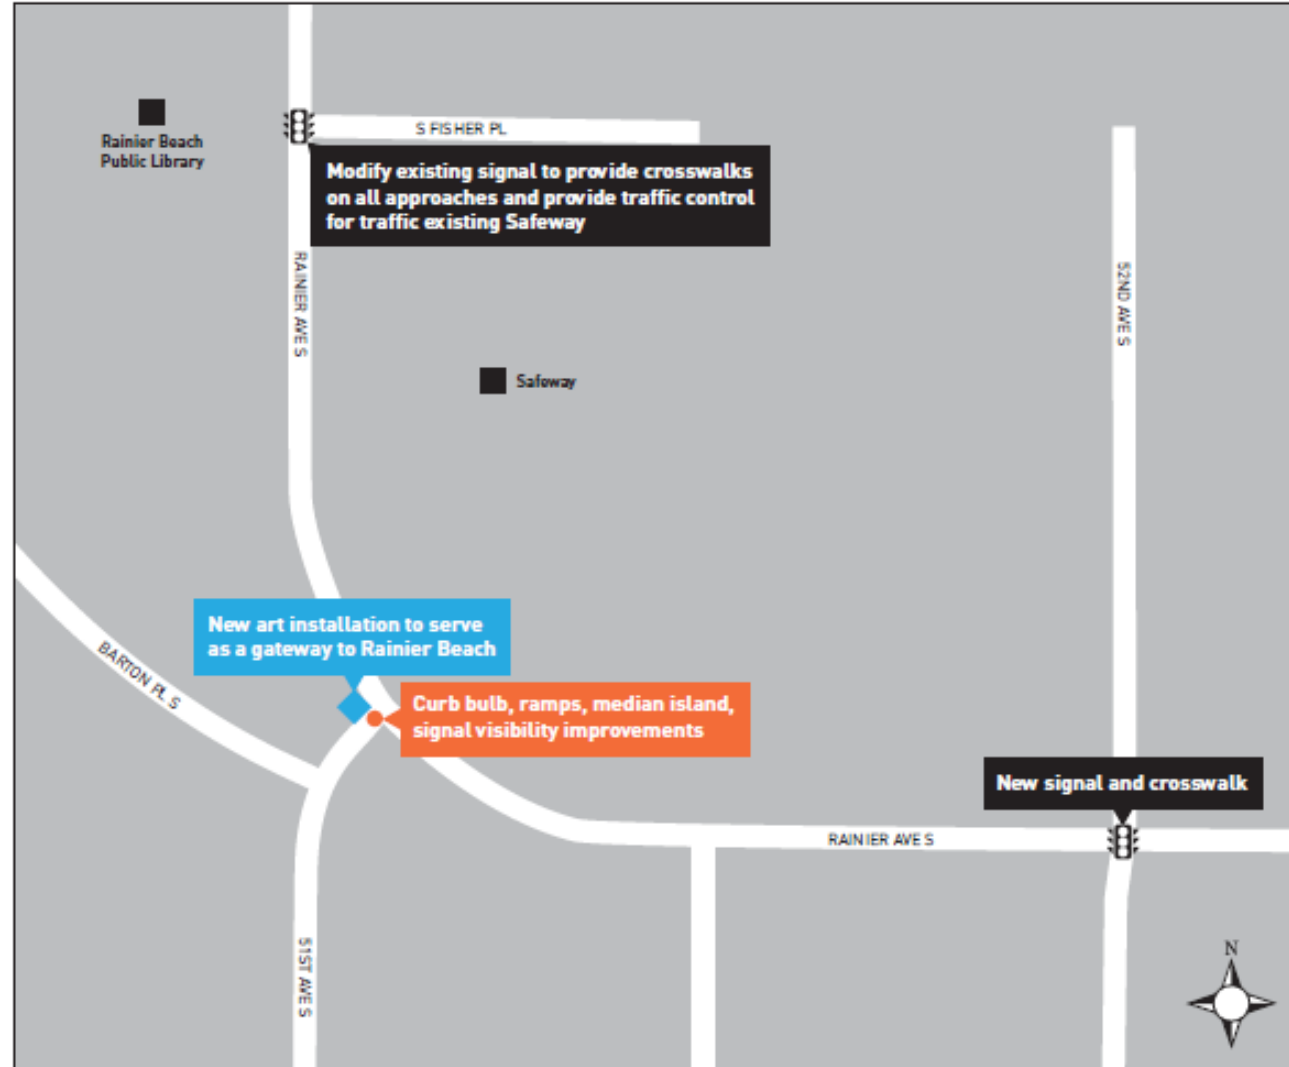 S FISHER PL
Rainier Beach
Public Library
Modify existing signal to provide crosswalks
on all approaches and provide traffic control
for traffic existing Safeway
RAINIER AVE S
52ND AVE S
Safeway
New art installation to serve
as a gateway to Rainier Beach
BARTON PL S
Curb bulb, ramps, median island,
signal visibility improvements
New signal and crosswalk
RAINIER AVE S
51ST AVE S
N